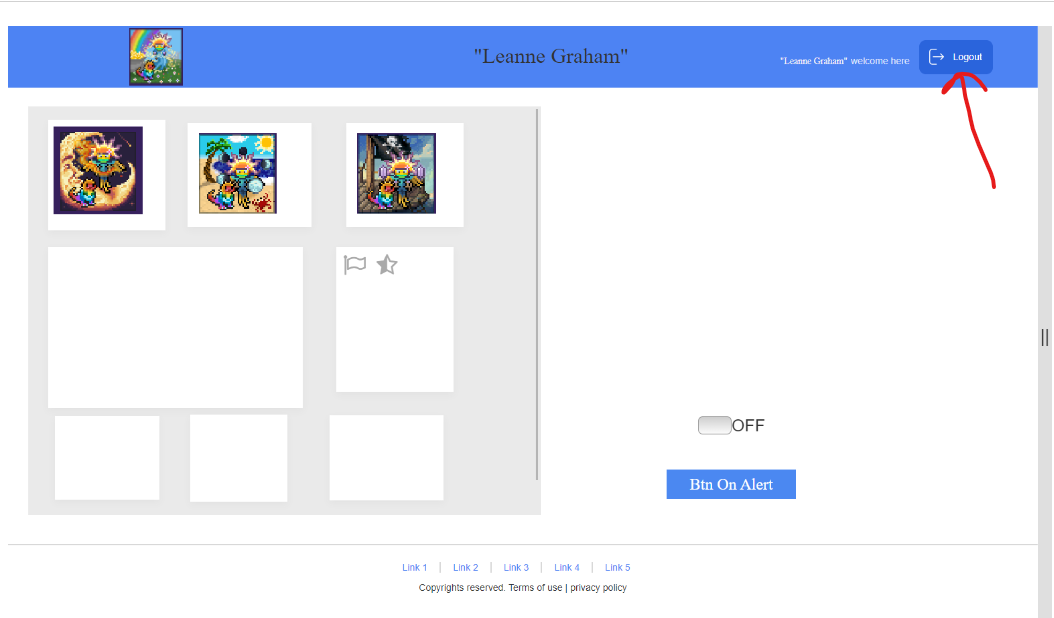 "Leanne Graham"
"Leanne Graham" welcome here
Logout
OFF
Btn On Alert
Link 1 | Link 2 | Link 3 | Link 4 | Link 5
Copyrights reserved. Terms of use | privacy policy